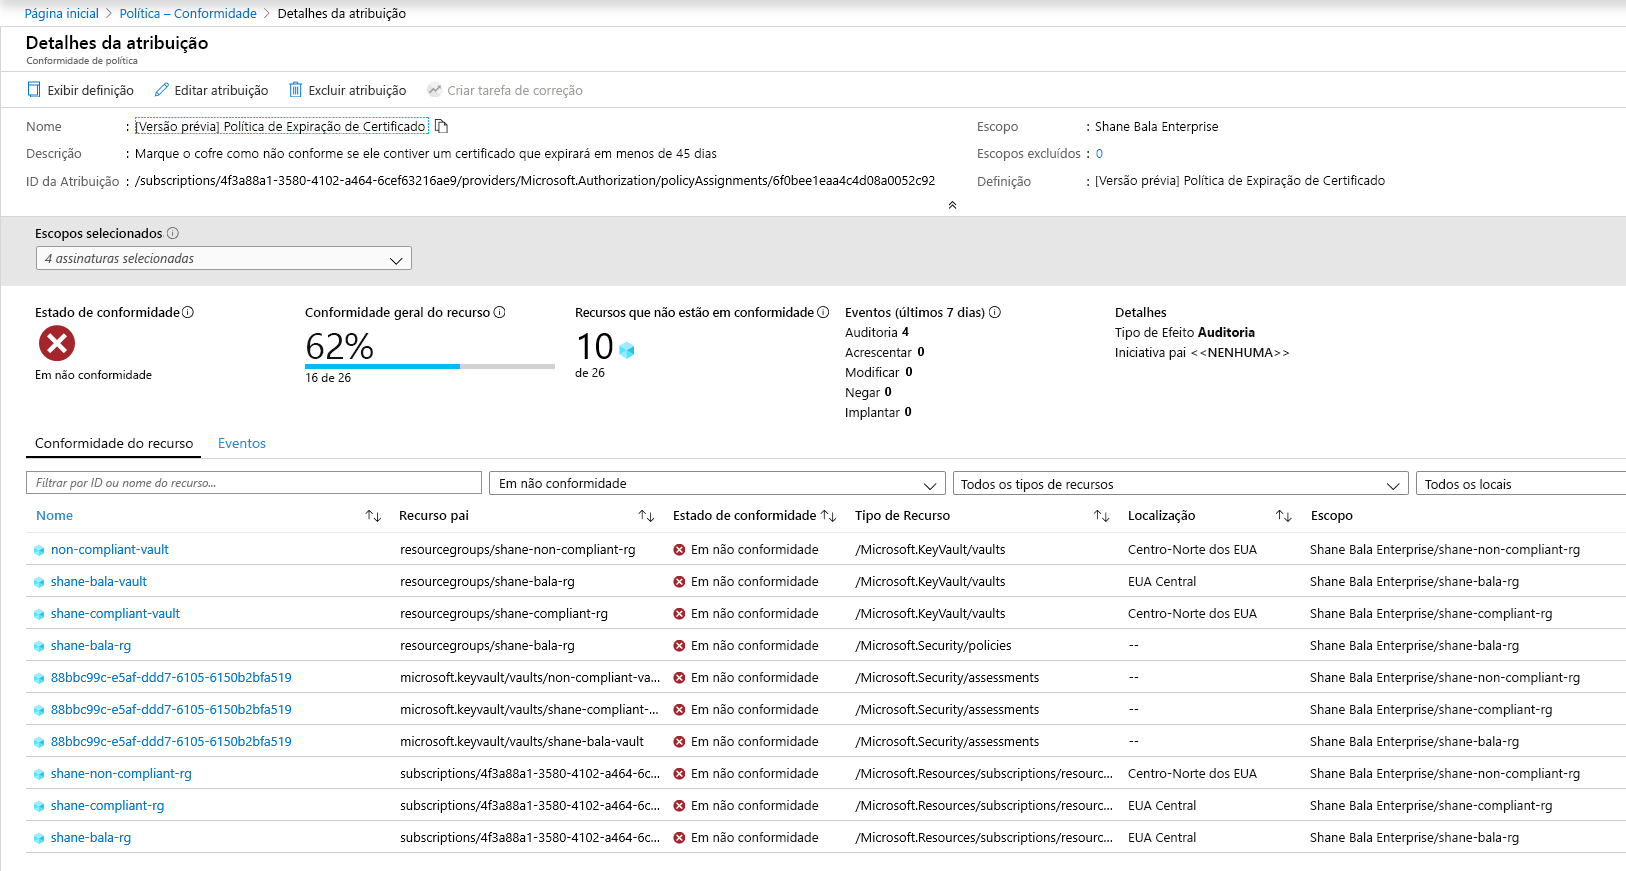 Página inicial > Política – Conformidade > Detalhes da atribuição
Detalhes da atribuição
Conformidade de política
Exibir definição Editar atribuição Excluir atribuição Criar tarefa de correção
Nome : [Versão prévia] Política de Expiração de Certificado
Descrição : Marque o cofre como não conforme se ele contiver um certificado que expirará em menos de 45 dias
ID da Atribuição : /subscriptions/4f3a88a1-3580-4102-a464-6cef63216ae9/providers/Microsoft.Authorization/policyAssignments/6f0bee1eaa4c4d08a0052c92
Escopo : Shane Bala Enterprise
Escopos excluídos : 0
Definição : [Versão prévia] Política de Expiração de Certificado
Escopos selecionados
4 assinaturas selecionadas
Estado de conformidade
Em não conformidade
Conformidade geral do recurso
62%
16 de 26
Recursos que não estão em conformidade
10
de 26
Eventos (últimos 7 dias)
Auditoria 4
Acrescentar 0
Modificar 0
Negar 0
Implantar 0
Detalhes
Tipo de Efeito Auditoria
Iniciativa pai <<NENHUMA>>
Conformidade do recurso Eventos
Filtrar por ID ou nome do recurso... Em não conformidade Todos os tipos de recursos Todos os locais
Nome Recurso pai Estado de conformidade Tipo de Recurso Localização Escopo
non-compliant-vault resourcegroups/shane-non-compliant-rg Em não conformidade /Microsoft.KeyVault/vaults Centro-Norte dos EUA Shane Bala Enterprise/shane-non-compliant-rg
shane-bala-vault resourcegroups/shane-bala-rg Em não conformidade /Microsoft.KeyVault/vaults EUA Central Shane Bala Enterprise/shane-bala-rg
shane-compliant-vault resourcegroups/shane-compliant-rg Em não conformidade /Microsoft.KeyVault/vaults Centro-Norte dos EUA Shane Bala Enterprise/shane-compliant-rg
shane-bala-rg resourcegroups/shane-bala-rg Em não conformidade /Microsoft.Security/policies -- Shane Bala Enterprise/shane-bala-rg
88bbc99c-e5af-ddd7-6105-6150b2bfa519 microsoft.keyvault/vaults/non-compliant-va... Em não conformidade /Microsoft.Security/assessments -- Shane Bala Enterprise/shane-non-compliant-rg
88bbc99c-e5af-ddd7-6105-6150b2bfa519 microsoft.keyvault/vaults/shane-compliant-... Em não conformidade /Microsoft.Security/assessments -- Shane Bala Enterprise/shane-compliant-rg
88bbc99c-e5af-ddd7-6105-6150b2bfa519 microsoft.keyvault/vaults/shane-bala-vault Em não conformidade /Microsoft.Security/assessments -- Shane Bala Enterprise/shane-bala-rg
shane-non-compliant-rg subscriptions/4f3a88a1-3580-4102-a464-6c... Em não conformidade /Microsoft.Resources/subscriptions/resourc... Centro-Norte dos EUA Shane Bala Enterprise/shane-non-compliant-rg
shane-compliant-rg subscriptions/4f3a88a1-3580-4102-a464-6c... Em não conformidade /Microsoft.Resources/subscriptions/resourc... EUA Central Shane Bala Enterprise/shane-compliant-rg
shane-bala-rg subscriptions/4f3a88a1-3580-4102-a464-6c... Em não conformidade /Microsoft.Resources/subscriptions/resourc... EUA Central Shane Bala Enterprise/shane-bala-rg